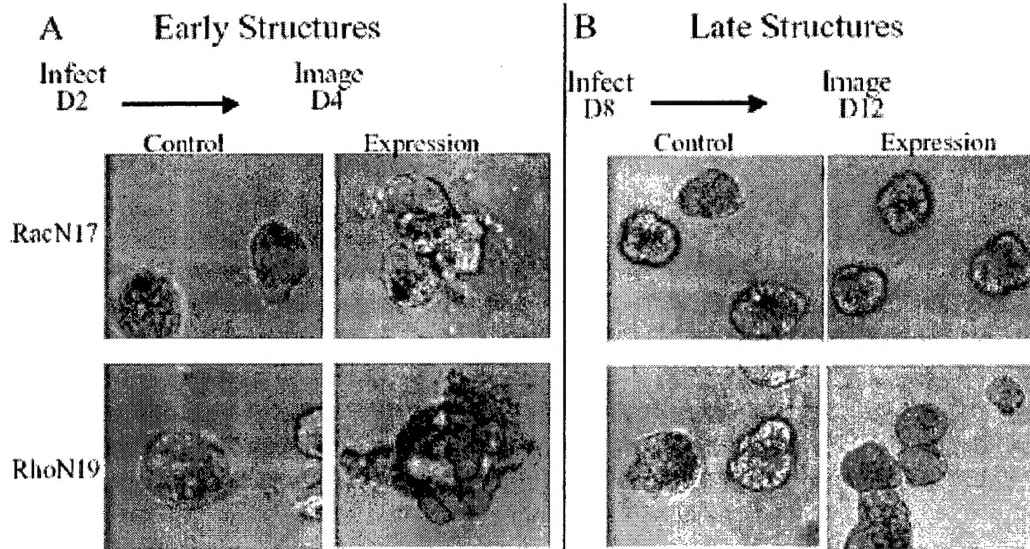 A Early Structures
Infect Image
D2 D4
Control Expression
RacN17
RhoN19
B Late Structures
Infect Image
D8 D12
Control Expression